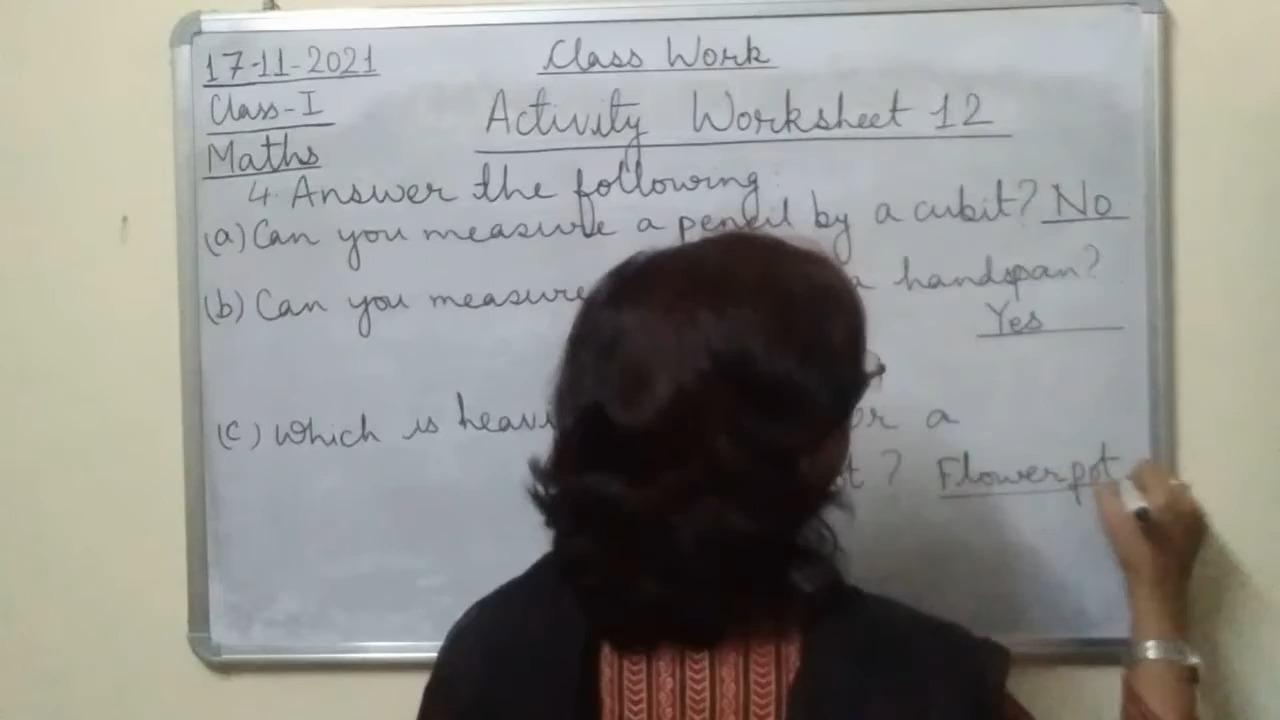 17-11-2021
Class Work
Class-I
Activity Worksheet 12
Maths
4. Answer the following
(a) Can you measure a pencil by a cubit? No
(b) Can you measure a handspan?
Yes
(c) Which is or a
? Flowerpot